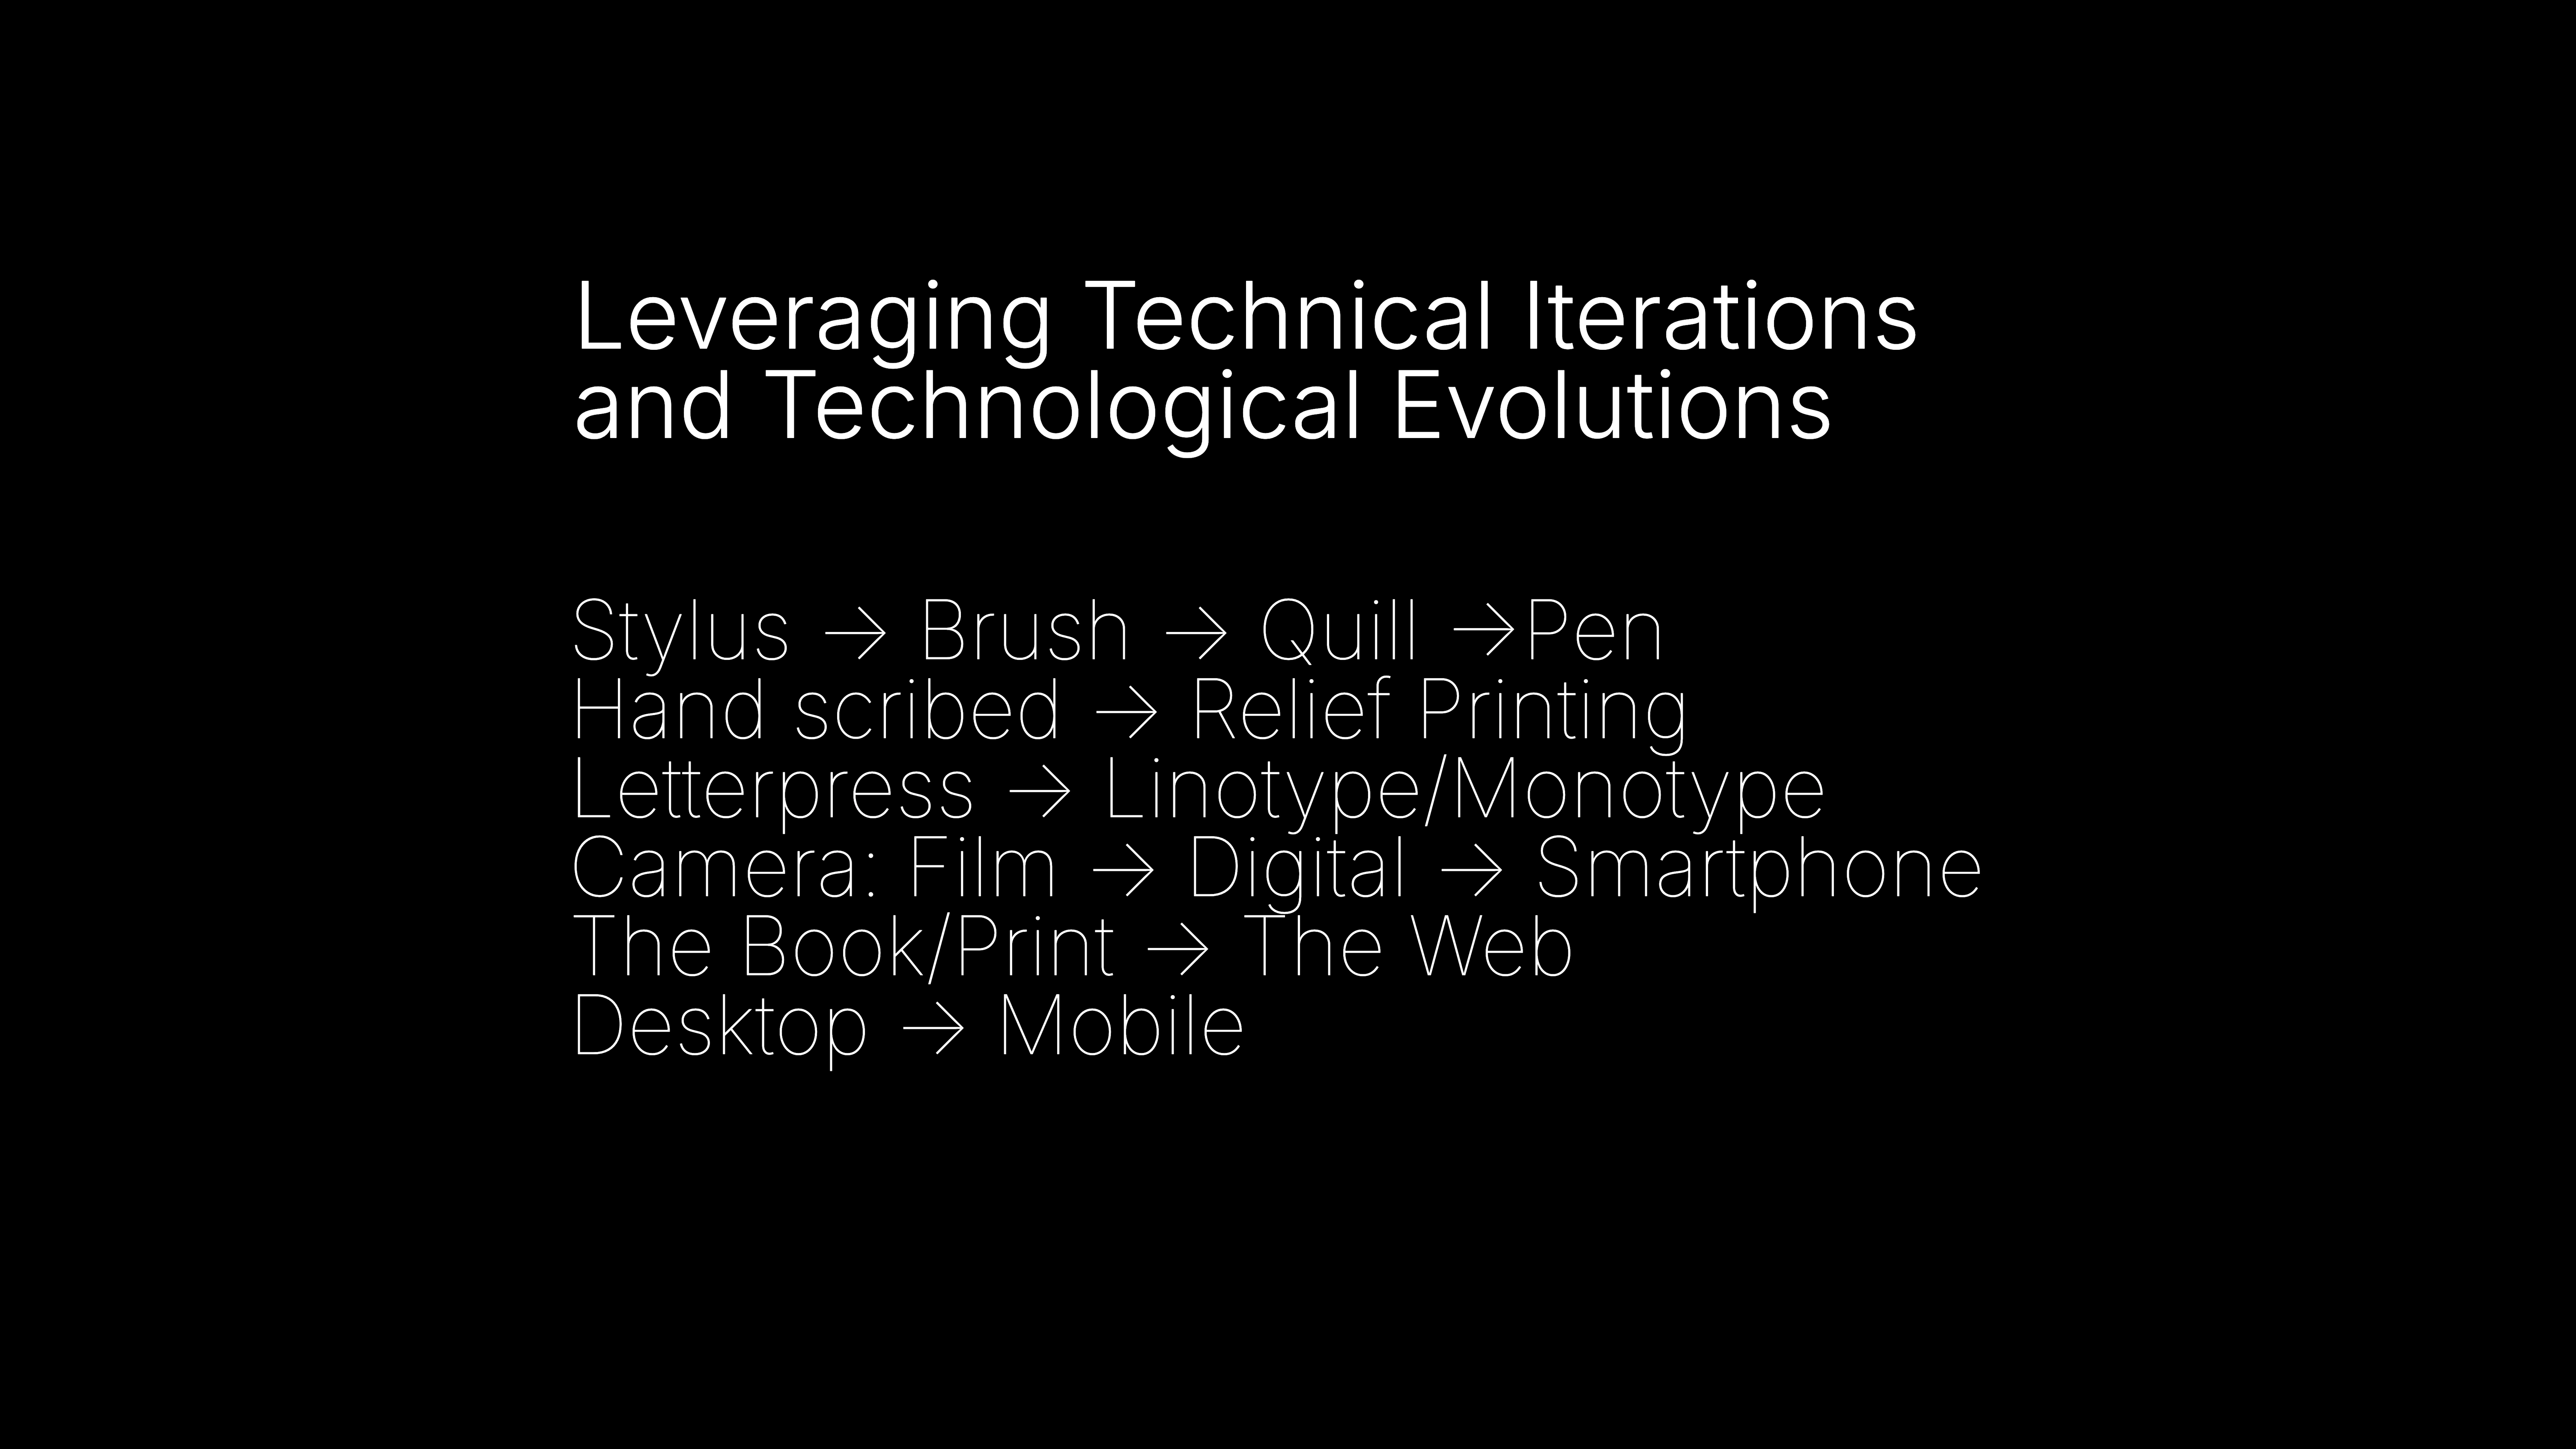 Leveraging Technical Iterations
and Technological Evolutions
Stylus → Brush → Quill →Pen
Hand scribed → Relief Printing
Letterpress → Linotype/Monotype
Camera: Film → Digital → Smartphone
The Book/Print → The Web
Desktop → Mobile